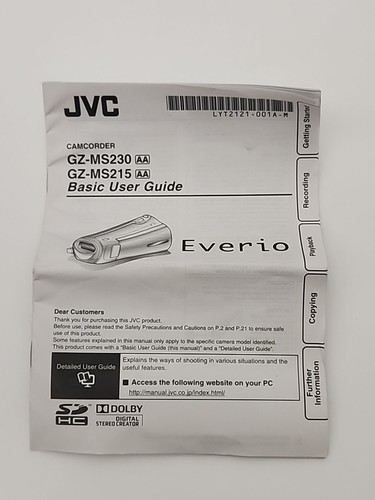 JVC
LYT2121-001A-M
CAMCORDER
GZ-MS230 AA
GZ-MS215 AA
Basic User Guide
Everio
Getting Started
Recording
Playback
Copying
Further
Information
Dear Customers
Thank you for purchasing this JVC product.
Before use, please read the Safety Precautions and Cautions on P.2 and P.21 to ensure safe
use of this product.
Some features explained in this manual only apply to the specific camera model identified.
This product comes with a "Basic User Guide (this manual)" and a "Detailed User Guide".
Detailed User Guide
Explains the ways of shooting in various situations and the
useful features.
■ Access the following website on your PC
http://manual.jvc.co.jp/index.html/
SD
HC
DOLBY
DIGITAL
STEREO CREATOR